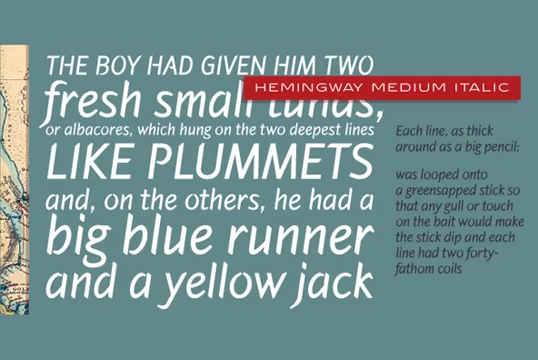 THE BOY HAD GIVEN HIM TWO
fresh small tunas,
HEMINGWAY MEDIUM ITALIC
or albacores, which hung on the two deepest lines
LIKE PLUMMETS
and, on the others, he had a
big blue runner
and a yellow jack
Each line, as thick
around as a big pencil;
was looped onto
a greensapped stick so
that any gull or touch
on the bait would make
the stick dip and each
line had two forty-
fathom coils